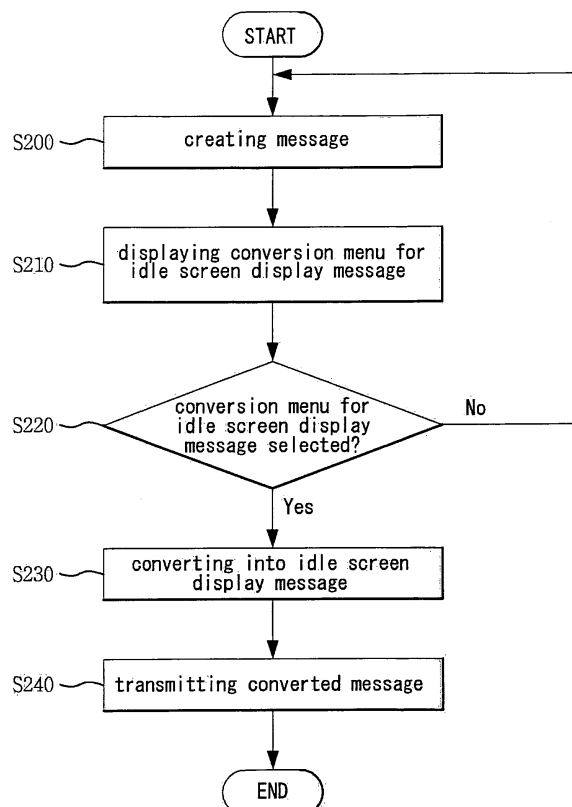 START
S200
creating message
S210
displaying conversion menu for
idle screen display message
S220
conversion menu for
idle screen display
message selected?
No
Yes
S230
converting into idle screen
display message
S240
transmitting converted message
END